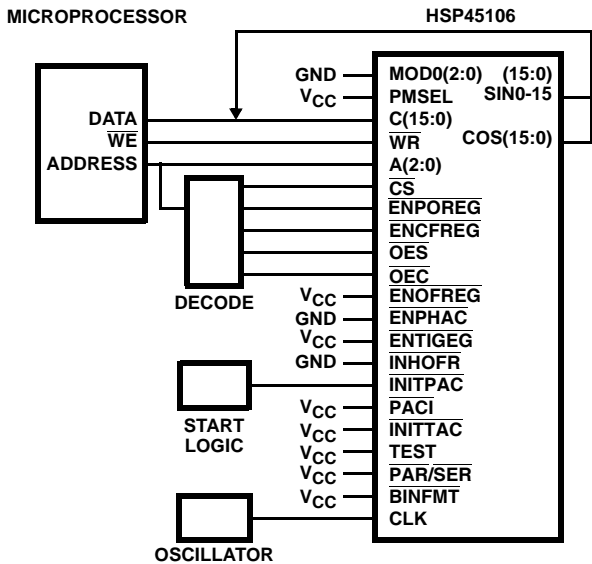 MICROPROCESSOR
HSP45106
DATA
WE
ADDRESS
DECODE
START
LOGIC
OSCILLATOR
GND
VCC
VCC
GND
VCC
GND
VCC
VCC
VCC
VCC
VCC
MOD0(2:0) (15:0)
PMSEL SIN0-15
C(15:0)
WR COS(15:0)
A(2:0)
CS
ENPOREG
ENCFREG
OES
OEC
ENOFREG
ENPHAC
ENTIGEG
INHOFR
INITPAC
PACI
INITTAC
TEST
PAR/SER
BINFMT
CLK